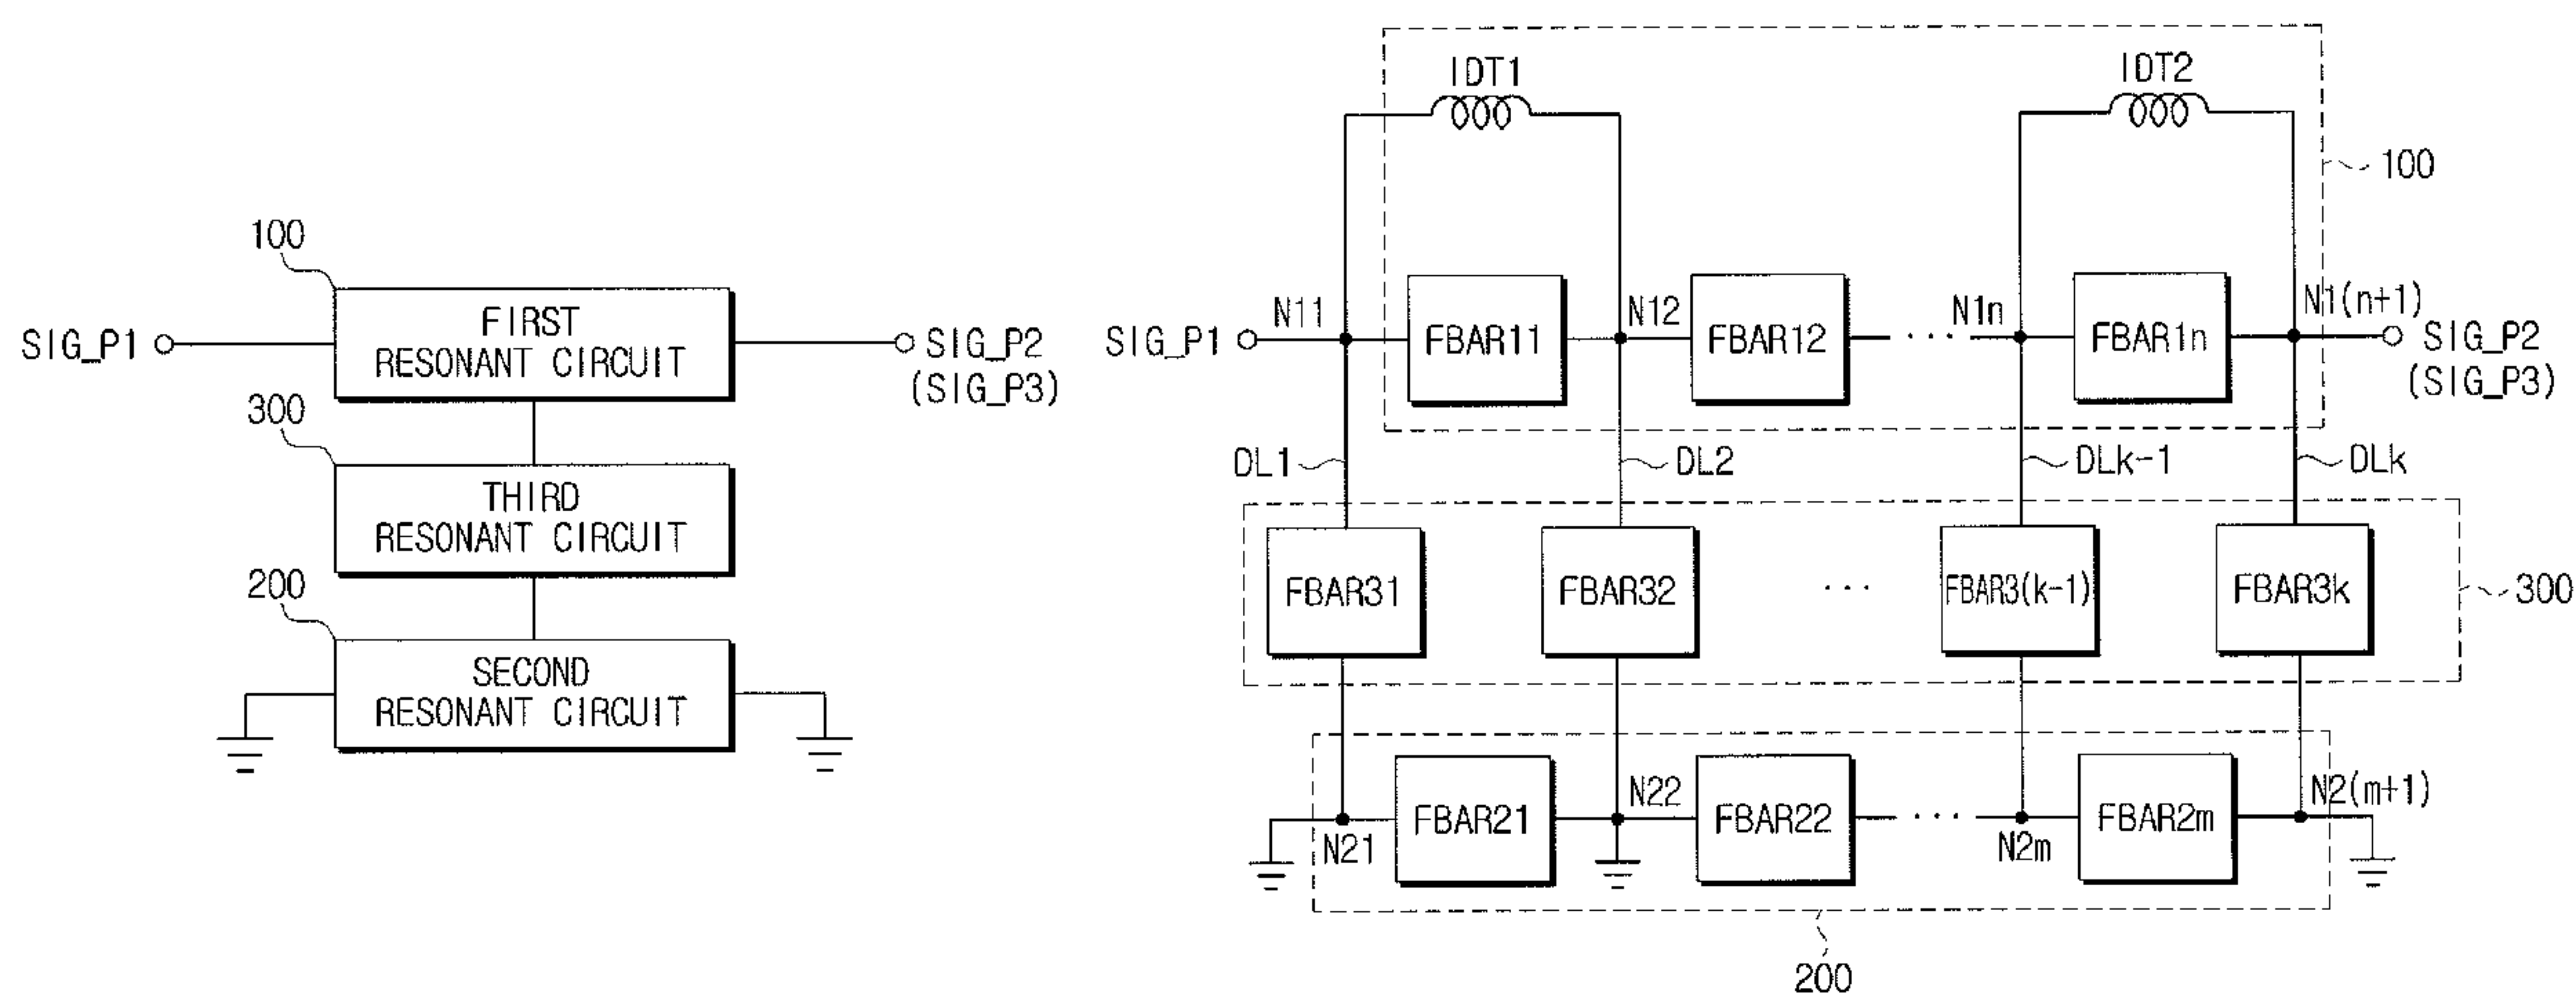 100
FIRST
RESONANT CIRCUIT
SIG_P1
SIG_P2
(SIG_P3)
300
THIRD
RESONANT CIRCUIT
200
SECOND
RESONANT CIRCUIT
IDT1
IDT2
100
N11
N12
N1n
N1(n+1)
SIG_P1
FBAR11
FBAR12
...
FBAR1n
SIG_P2
(SIG_P3)
DL1
DL2
DLk-1
DLk
FBAR31
FBAR32
...
FBAR3(k-1)
FBAR3k
300
N21
FBAR21
N22
FBAR22
...
N2m
FBAR2m
N2(m+1)
200